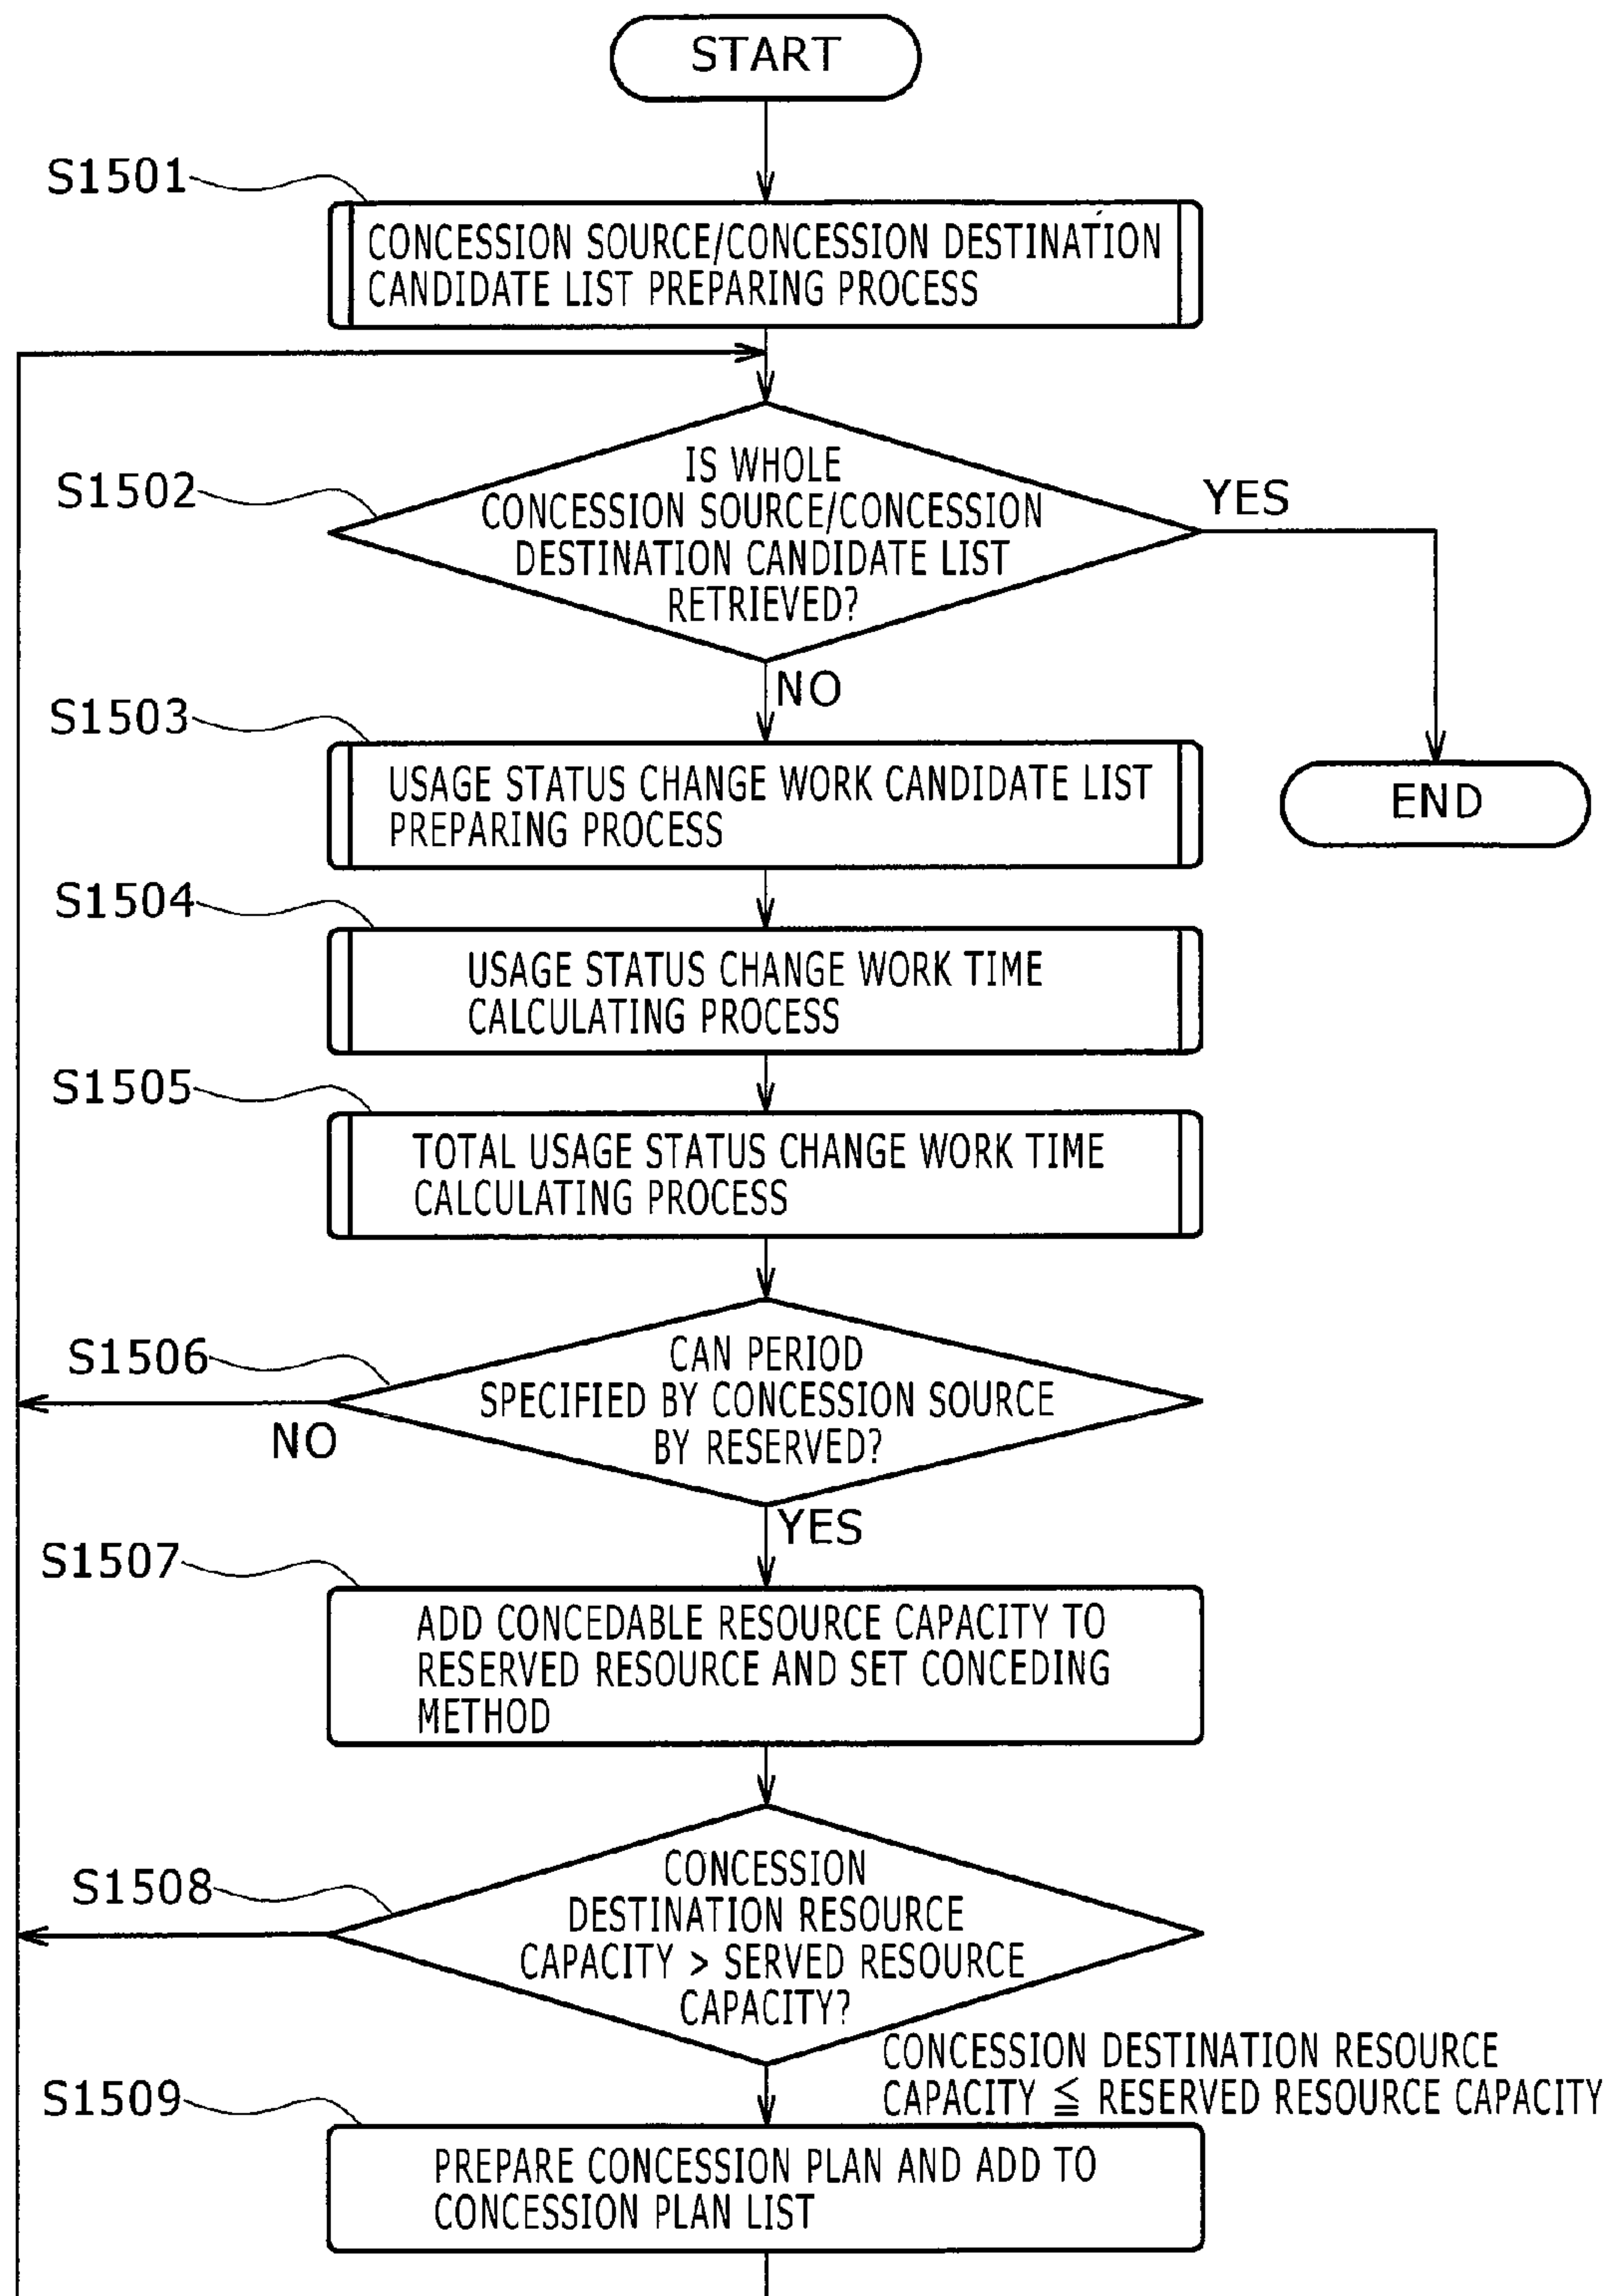 START
S1501
CONCESSION SOURCE/CONCESSION DESTINATION
CANDIDATE LIST PREPARING PROCESS
S1502
IS WHOLE
CONCESSION SOURCE/CONCESSION
DESTINATION CANDIDATE LIST
RETRIEVED?
YES
NO
S1503
USAGE STATUS CHANGE WORK CANDIDATE LIST
PREPARING PROCESS
END
S1504
USAGE STATUS CHANGE WORK TIME
CALCULATING PROCESS
S1505
TOTAL USAGE STATUS CHANGE WORK TIME
CALCULATING PROCESS
S1506
CAN PERIOD
SPECIFIED BY CONCESSION SOURCE
BY RESERVED?
NO
YES
S1507
ADD CONCEDABLE RESOURCE CAPACITY TO
RESERVED RESOURCE AND SET CONCEDING
METHOD
S1508
CONCESSION
DESTINATION RESOURCE
CAPACITY > SERVED RESOURCE
CAPACITY?
CONCESSION DESTINATION RESOURCE
CAPACITY ≦ RESERVED RESOURCE CAPACITY
S1509
PREPARE CONCESSION PLAN AND ADD TO
CONCESSION PLAN LIST